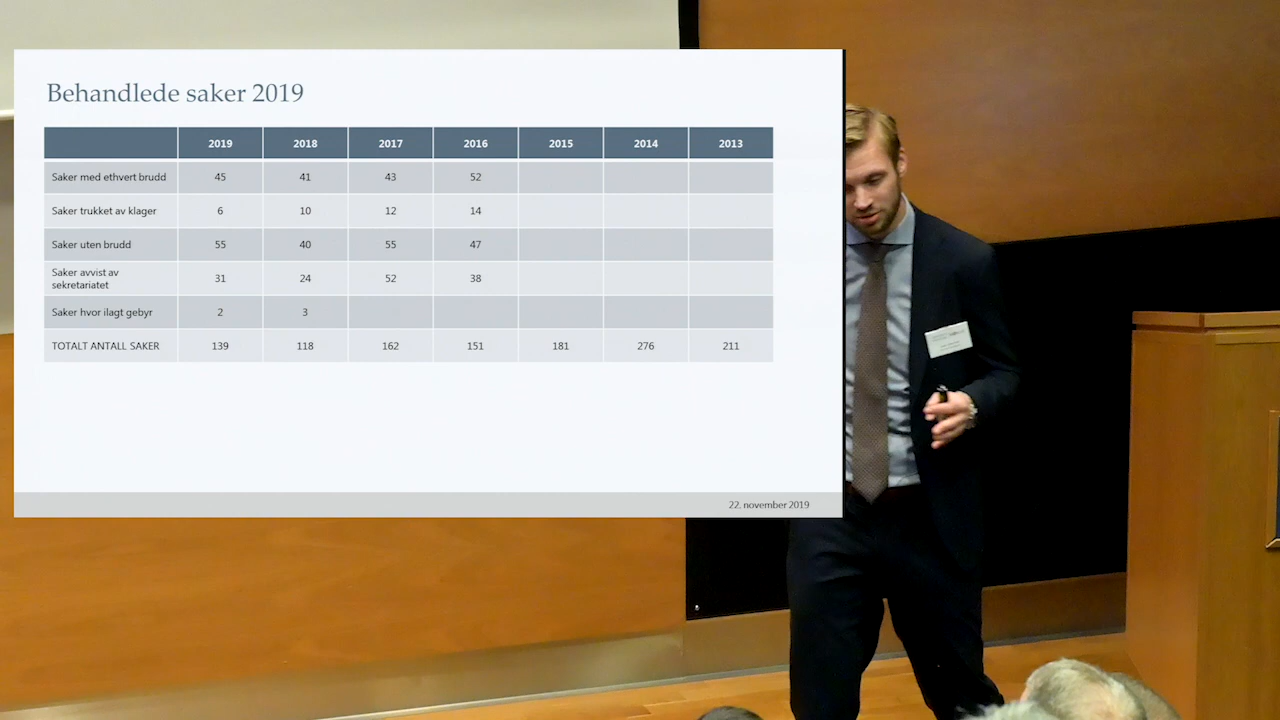 Behandlede saker 2019
2019 2018 2017 2016 2015 2014 2013
Saker med ethvert brudd 45 41 43 52
Saker trukket av klager 6 10 12 14
Saker uten brudd 55 40 55 47
Saker avvist av
sekretariatet 31 24 52 38
Saker hvor ilagt gebyr 2 3
TOTALT ANTALL SAKER 139 118 162 151 181 276 211
22. november 2019